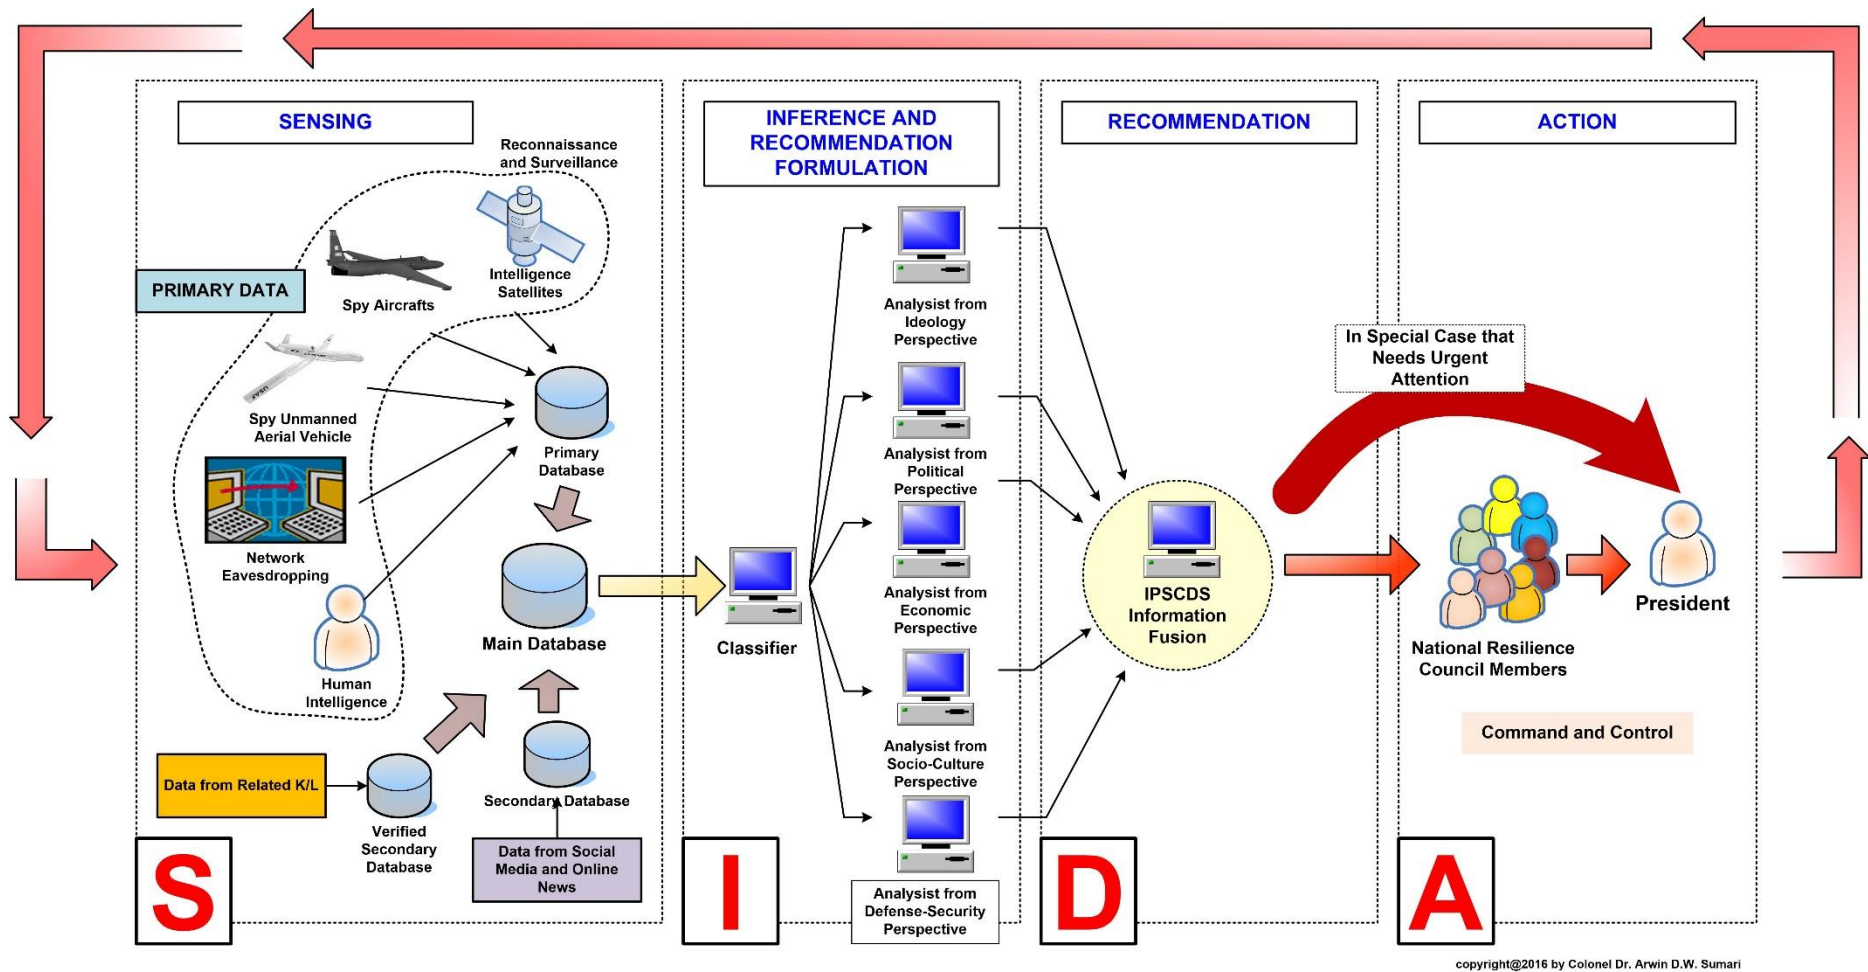 SENSING
Reconnaissance
and Surveillance
PRIMARY DATA
Spy Aircrafts
Intelligence
Satellites
Spy Unmanned
Aerial Vehicle
Primary
Database
Network
Eavesdropping
Main Database
Human
Intelligence
Data from Related K/L
Verified
Secondary
Database
Secondary Database
Data from Social
Media and Online
News
S
INFERENCE AND
RECOMMENDATION
FORMULATION
Classifier
Analysist from
Ideology
Perspective
Analysist from
Political
Perspective
Analysist from
Economic
Perspective
Analysist from
Socio-Culture
Perspective
Analysist from
Defense-Security
Perspective
I
RECOMMENDATION
IPSCDS
Information
Fusion
D
ACTION
In Special Case that
Needs Urgent
Attention
National Resilience
Council Members
President
Command and Control
A
copyright@2016 by Colonel Dr. Arwin D.W. Sumari